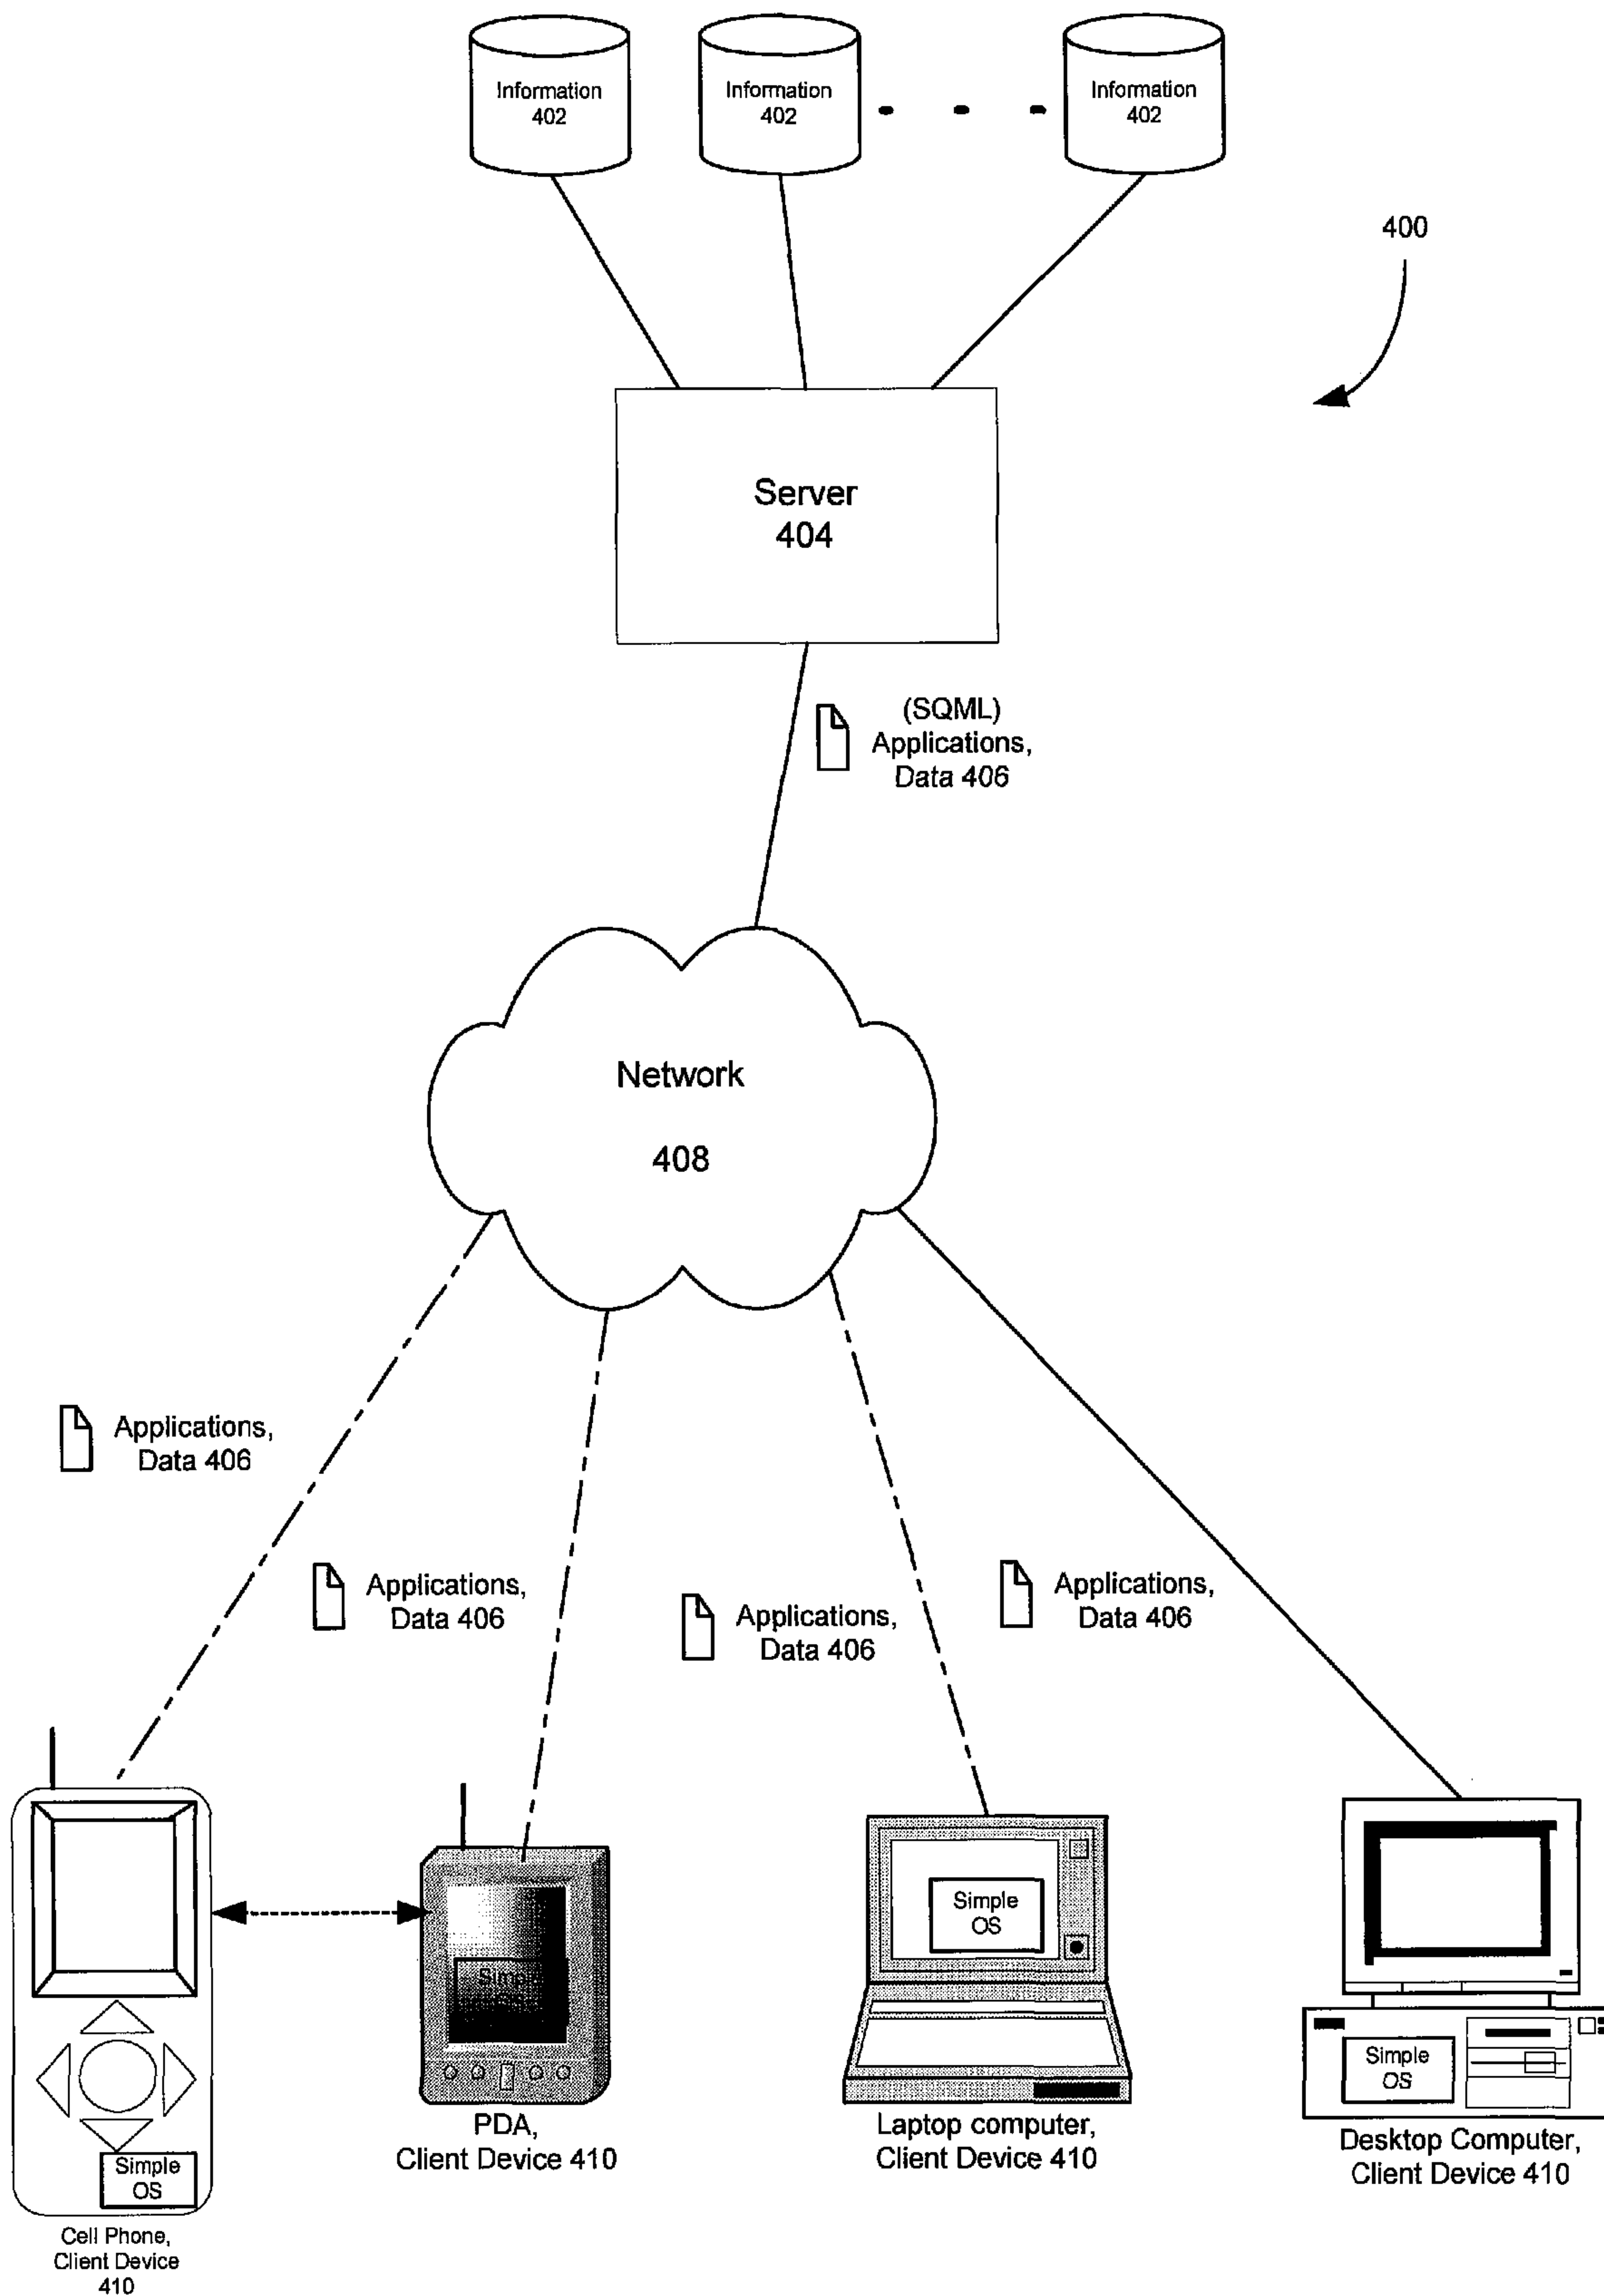 Information
402
Information
402
Information
402
400
Server
404
(SQML)
Applications,
Data 406
Network
408
Applications,
Data 406
Applications,
Data 406
Applications,
Data 406
Applications,
Data 406
Simple
OS
Simple
OS
Simple
OS
Simple
PDA,
Client Device 410
Laptop computer,
Client Device 410
Desktop Computer,
Client Device 410
Cell Phone,
Client Device
410